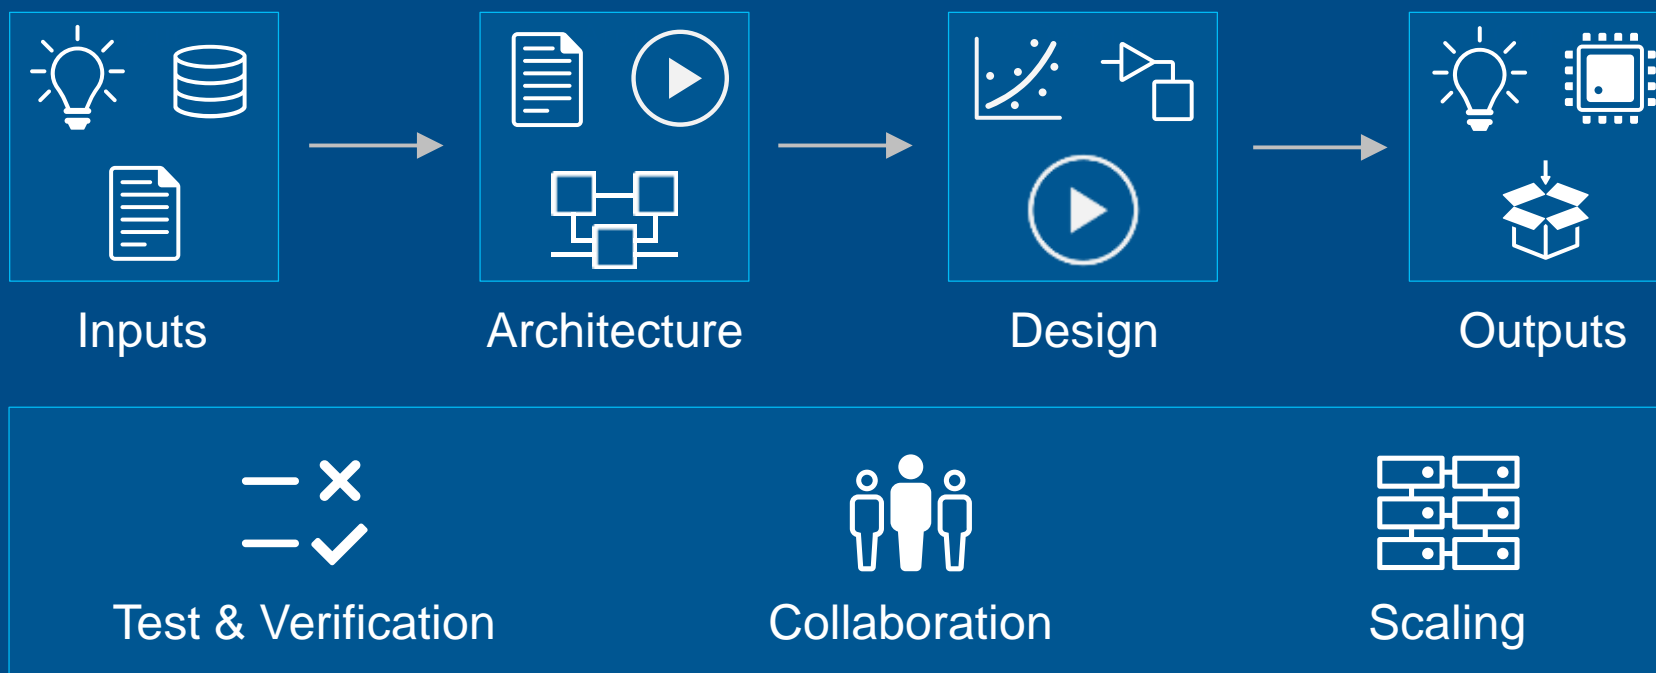 Inputs
Architecture
Design
Outputs
Test & Verification
Collaboration
Scaling